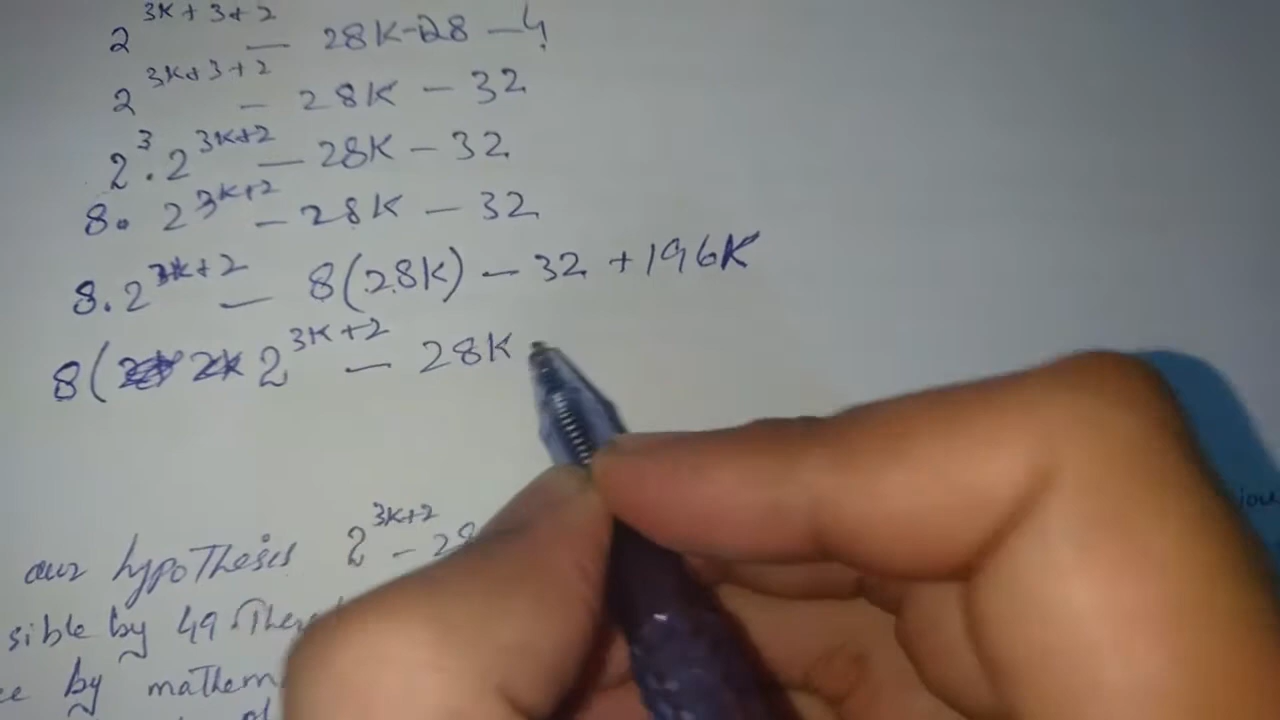 2^{3K+3+2} - 28K-28-4
2^{3K+3+2} - 28K - 32
2^3 . 2^{3K+2} - 28K - 32
8. 2^{3K+2} - 28K - 32
8.2^{3K+2} - 8(28K) - 32 +196K
8( 2^{3K+2} - 28K
our hypothesis 2^{3K+2} - 28
sible by 49. There
by mathem